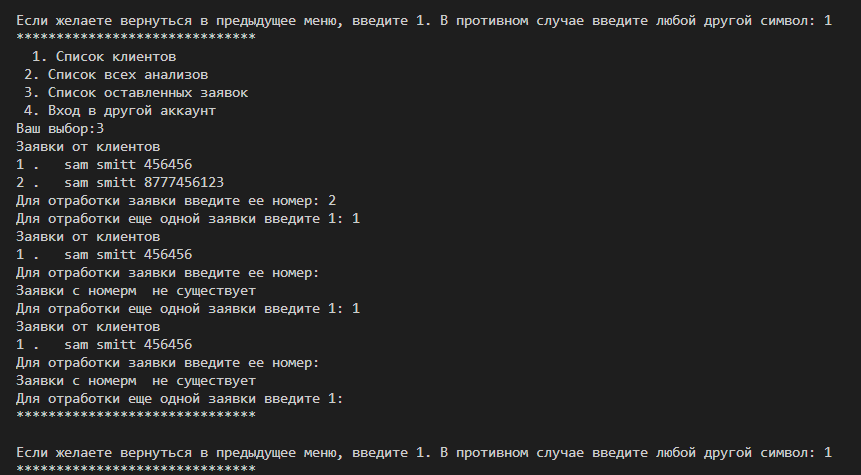 Если желаете вернуться в предыдущее меню, введите 1. В противном случае введите любой другой символ: 1
******************************
1. Список клиентов
2. Список всех анализов
3. Список оставленных заявок
4. Вход в другой аккаунт
Ваш выбор:3
Заявки от клиентов
1 .   sam smitt 456456
2 .   sam smitt 8777456123
Для отработки заявки введите ее номер: 2
Для отработки еще одной заявки введите 1: 1
Заявки от клиентов
1 .   sam smitt 456456
Для отработки заявки введите ее номер:
Заявки с номерм  не существует
Для отработки еще одной заявки введите 1: 1
Заявки от клиентов
1 .   sam smitt 456456
Для отработки заявки введите ее номер:
Заявки с номерм  не существует
Для отработки еще одной заявки введите 1:
******************************
Если желаете вернуться в предыдущее меню, введите 1. В противном случае введите любой другой символ: 1
******************************